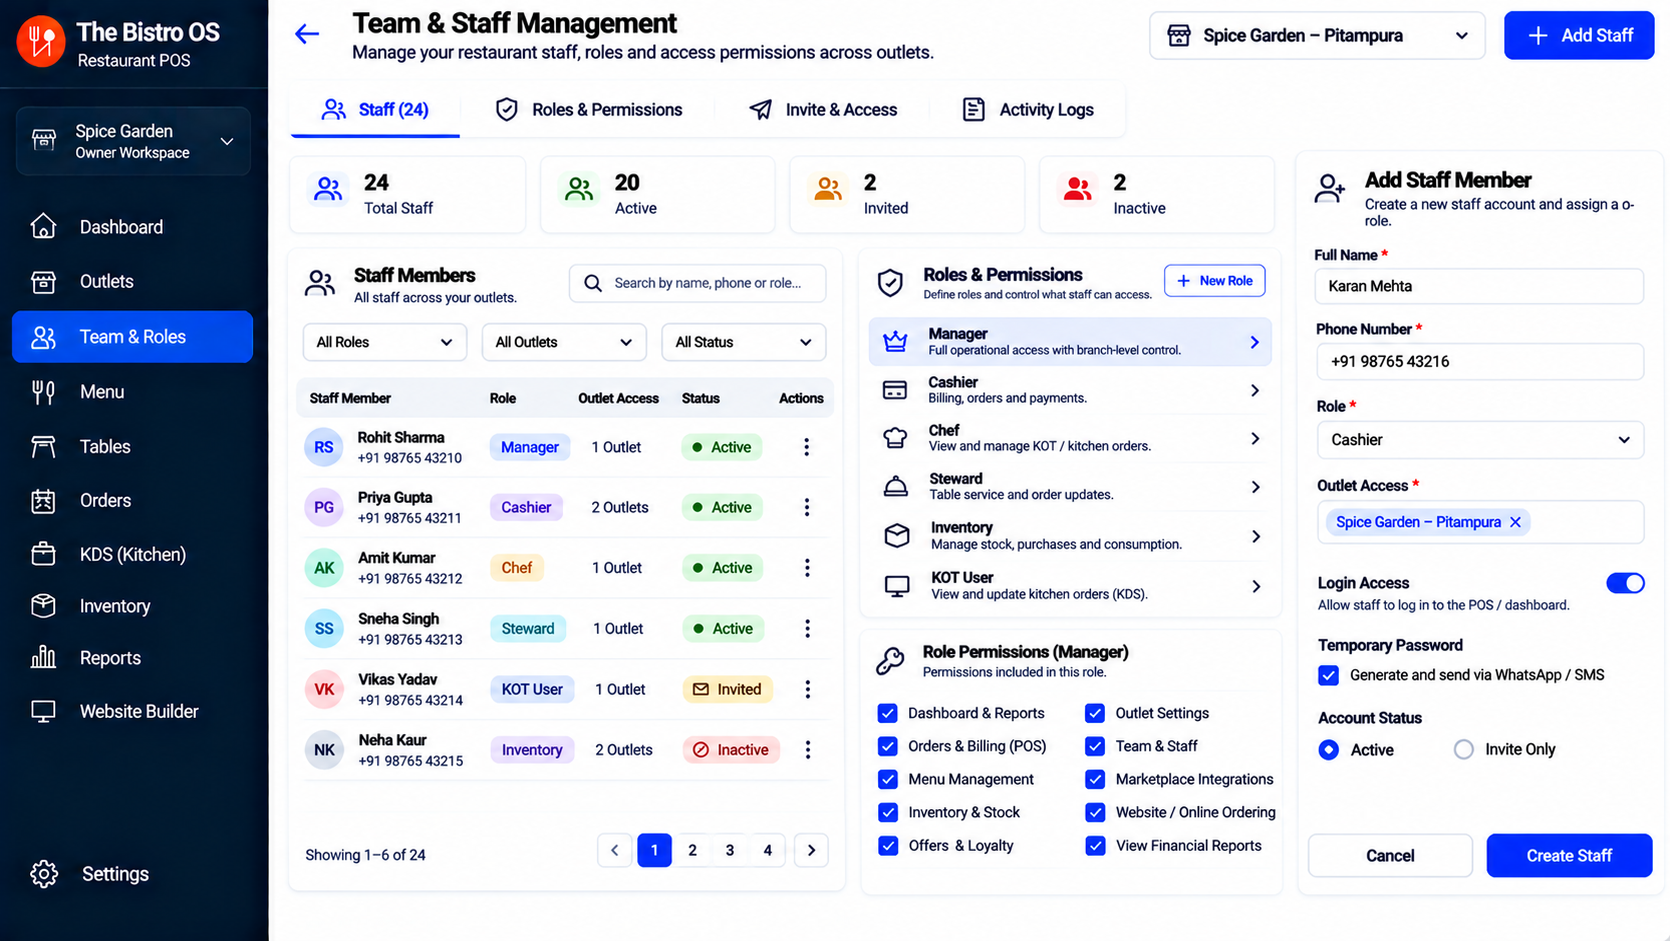 The Bistro OS
Restaurant POS
Spice Garden
Owner Workspace
Dashboard
Outlets
Team & Roles
Menu
Tables
Orders
KDS (Kitchen)
Inventory
Reports
Website Builder
Settings
Team & Staff Management
Manage your restaurant staff, roles and access permissions across outlets.
Spice Garden – Pitampura
+ Add Staff
Staff (24)
Roles & Permissions
Invite & Access
Activity Logs
24
Total Staff
20
Active
2
Invited
2
Inactive
Staff Members
All staff across your outlets.
Search by name, phone or role...
All Roles
All Outlets
All Status
Staff Member Role Outlet Access Status Actions
RS Rohit Sharma Manager 1 Outlet Active
+91 98765 43210
PG Priya Gupta Cashier 2 Outlets Active
+91 98765 43211
AK Amit Kumar Chef 1 Outlet Active
+91 98765 43212
SS Sneha Singh Steward 1 Outlet Active
+91 98765 43213
VK Vikas Yadav KOT User 1 Outlet Invited
+91 98765 43214
NK Neha Kaur Inventory 2 Outlets Inactive
+91 98765 43215
Showing 1–6 of 24
< 1 2 3 4 >
Roles & Permissions
Define roles and control what staff can access.
+ New Role
Manager
Full operational access with branch-level control.
Cashier
Billing, orders and payments.
Chef
View and manage KOT / kitchen orders.
Steward
Table service and order updates.
Inventory
Manage stock, purchases and consumption.
KOT User
View and update kitchen orders (KDS).
Role Permissions (Manager)
Permissions included in this role.
Dashboard & Reports
Outlet Settings
Orders & Billing (POS)
Team & Staff
Menu Management
Marketplace Integrations
Inventory & Stock
Website / Online Ordering
Offers & Loyalty
View Financial Reports
Add Staff Member
Create a new staff account and assign a o-
role.
Full Name *
Karan Mehta
Phone Number *
+91 98765 43216
Role *
Cashier
Outlet Access *
Spice Garden – Pitampura ×
Login Access
Allow staff to log in to the POS / dashboard.
Temporary Password
Generate and send via WhatsApp / SMS
Account Status
Active
Invite Only
Cancel
Create Staff